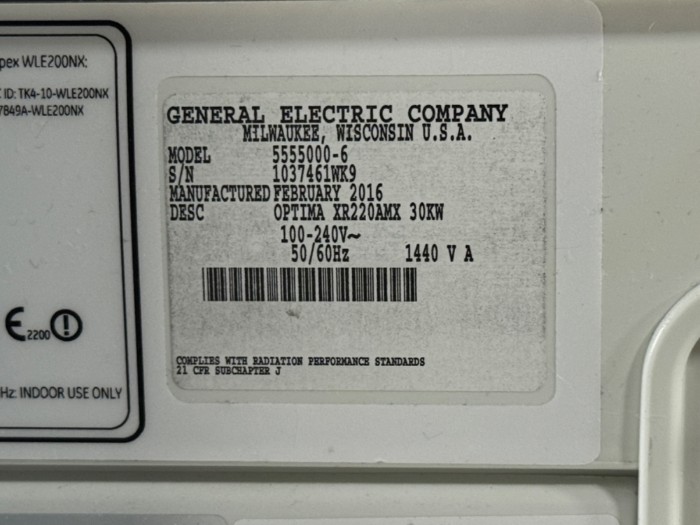 pex WLE200NX:
ID: TK4-10-WLE200NX
7849A-WLE200NX
2200
Hz: INDOOR USE ONLY
GENERAL ELECTRIC COMPANY
MILWAUKEE, WISCONSIN U.S.A.
MODEL 5555000-6
S/N 1037461WK9
MANUFACTURED FEBRUARY 2016
DESC OPTIMA XR220AMX 30KW
100-240V~
50/60Hz 1440 V A
COMPLIES WITH RADIATION PERFORMANCE STANDARDS
21 CFR SUBCHAPTER J